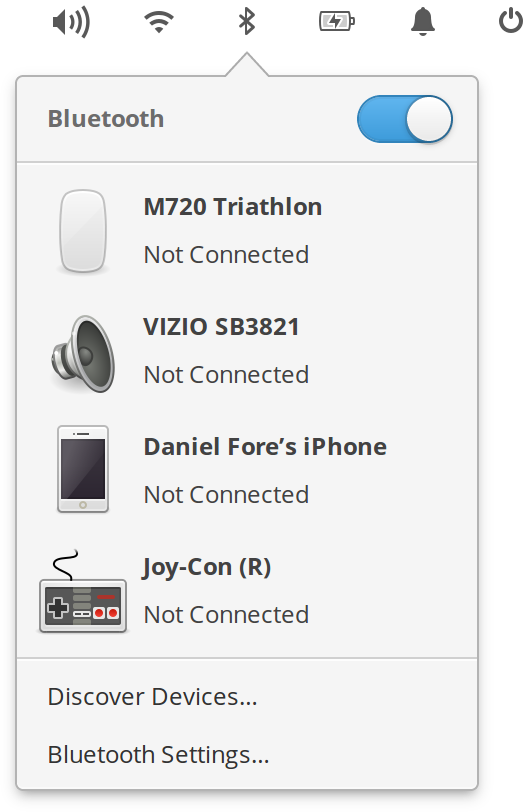 Bluetooth
M720 Triathlon
Not Connected
VIZIO SB3821
Not Connected
Daniel Fore’s iPhone
Not Connected
Joy-Con (R)
Not Connected
Discover Devices…
Bluetooth Settings…